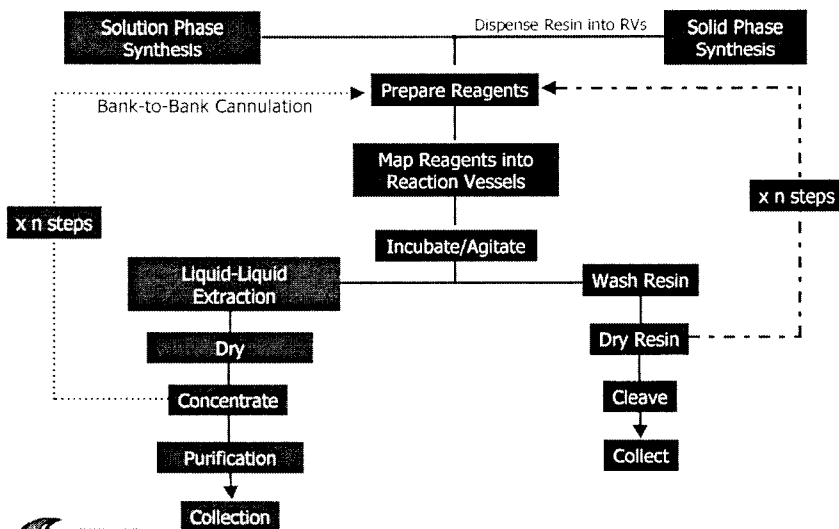 Solution Phase
Synthesis
Dispense Resin into RVs
Solid Phase
Synthesis
Bank-to-Bank Cannulation
Prepare Reagents
Map Reagents into
Reaction Vessels
x n steps
x n steps
Incubate/Agitate
Liquid-Liquid
Extraction
Wash Resin
Dry
Dry Resin
Concentrate
Cleave
Purification
Collect
Collection